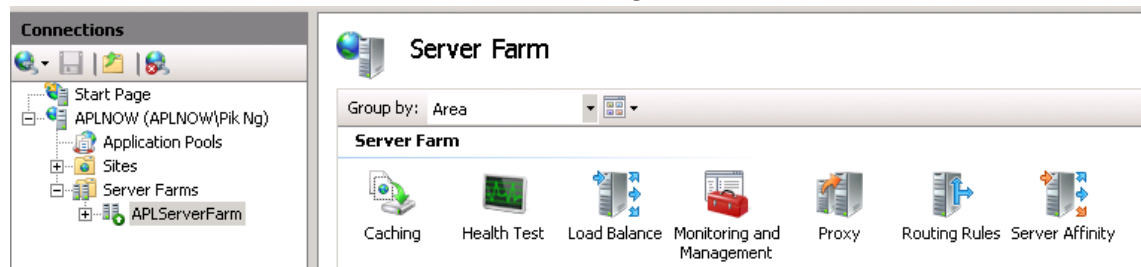 Connections
Start Page
APLNOW (APLNOW\Pik Ng)
Application Pools
Sites
Server Farms
APLServerFarm
Server Farm
Group by: Area
Server Farm
Caching
Health Test
Load Balance
Monitoring and
Management
Proxy
Routing Rules
Server Affinity